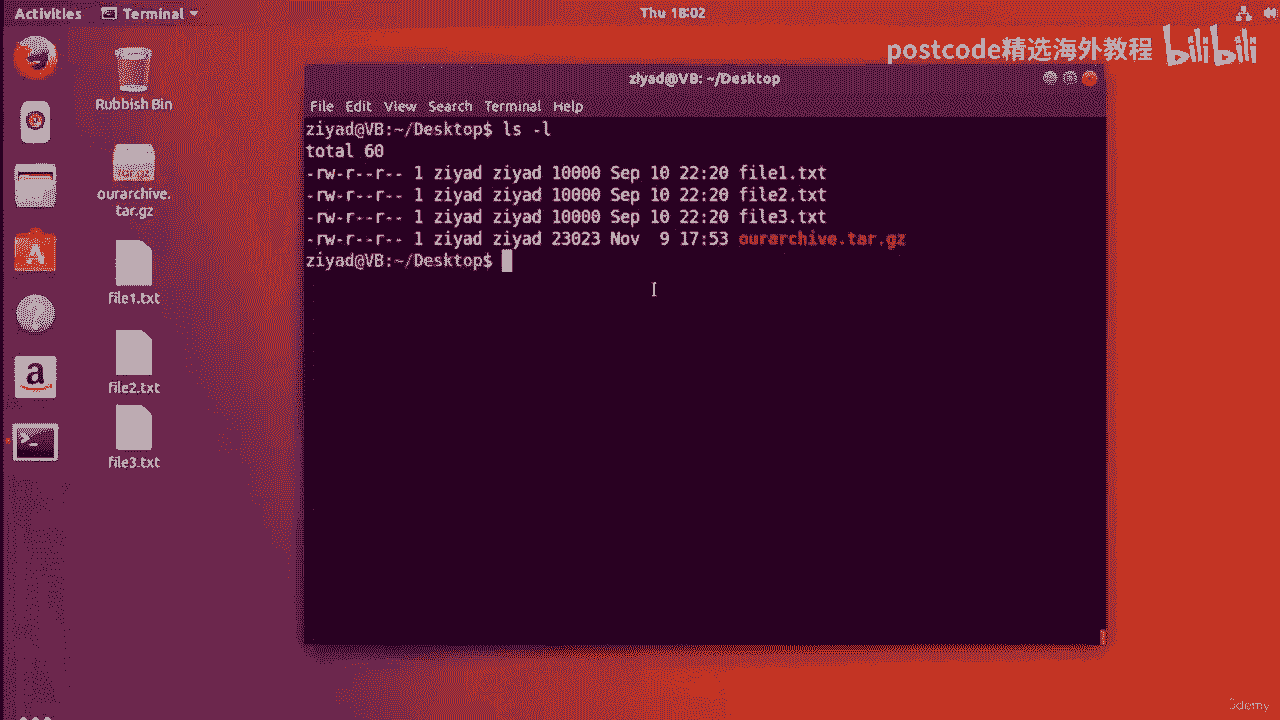 Activities Terminal Thu 18:02
postcode精选海外教程 bilibili
Rubbish Bin
ourarchive.
tar.gz
file1.txt
file2.txt
file3.txt
ziyad@VB: ~/Desktop
File Edit View Search Terminal Help
ziyad@VB:~/Desktop$ ls -l
total 60
-rw-r--r-- 1 ziyad ziyad 10000 Sep 10 22:20 file1.txt
-rw-r--r-- 1 ziyad ziyad 10000 Sep 10 22:20 file2.txt
-rw-r--r-- 1 ziyad ziyad 10000 Sep 10 22:20 file3.txt
-rw-r--r-- 1 ziyad ziyad 23023 Nov  9 17:53 ourarchive.tar.gz
ziyad@VB:~/Desktop$